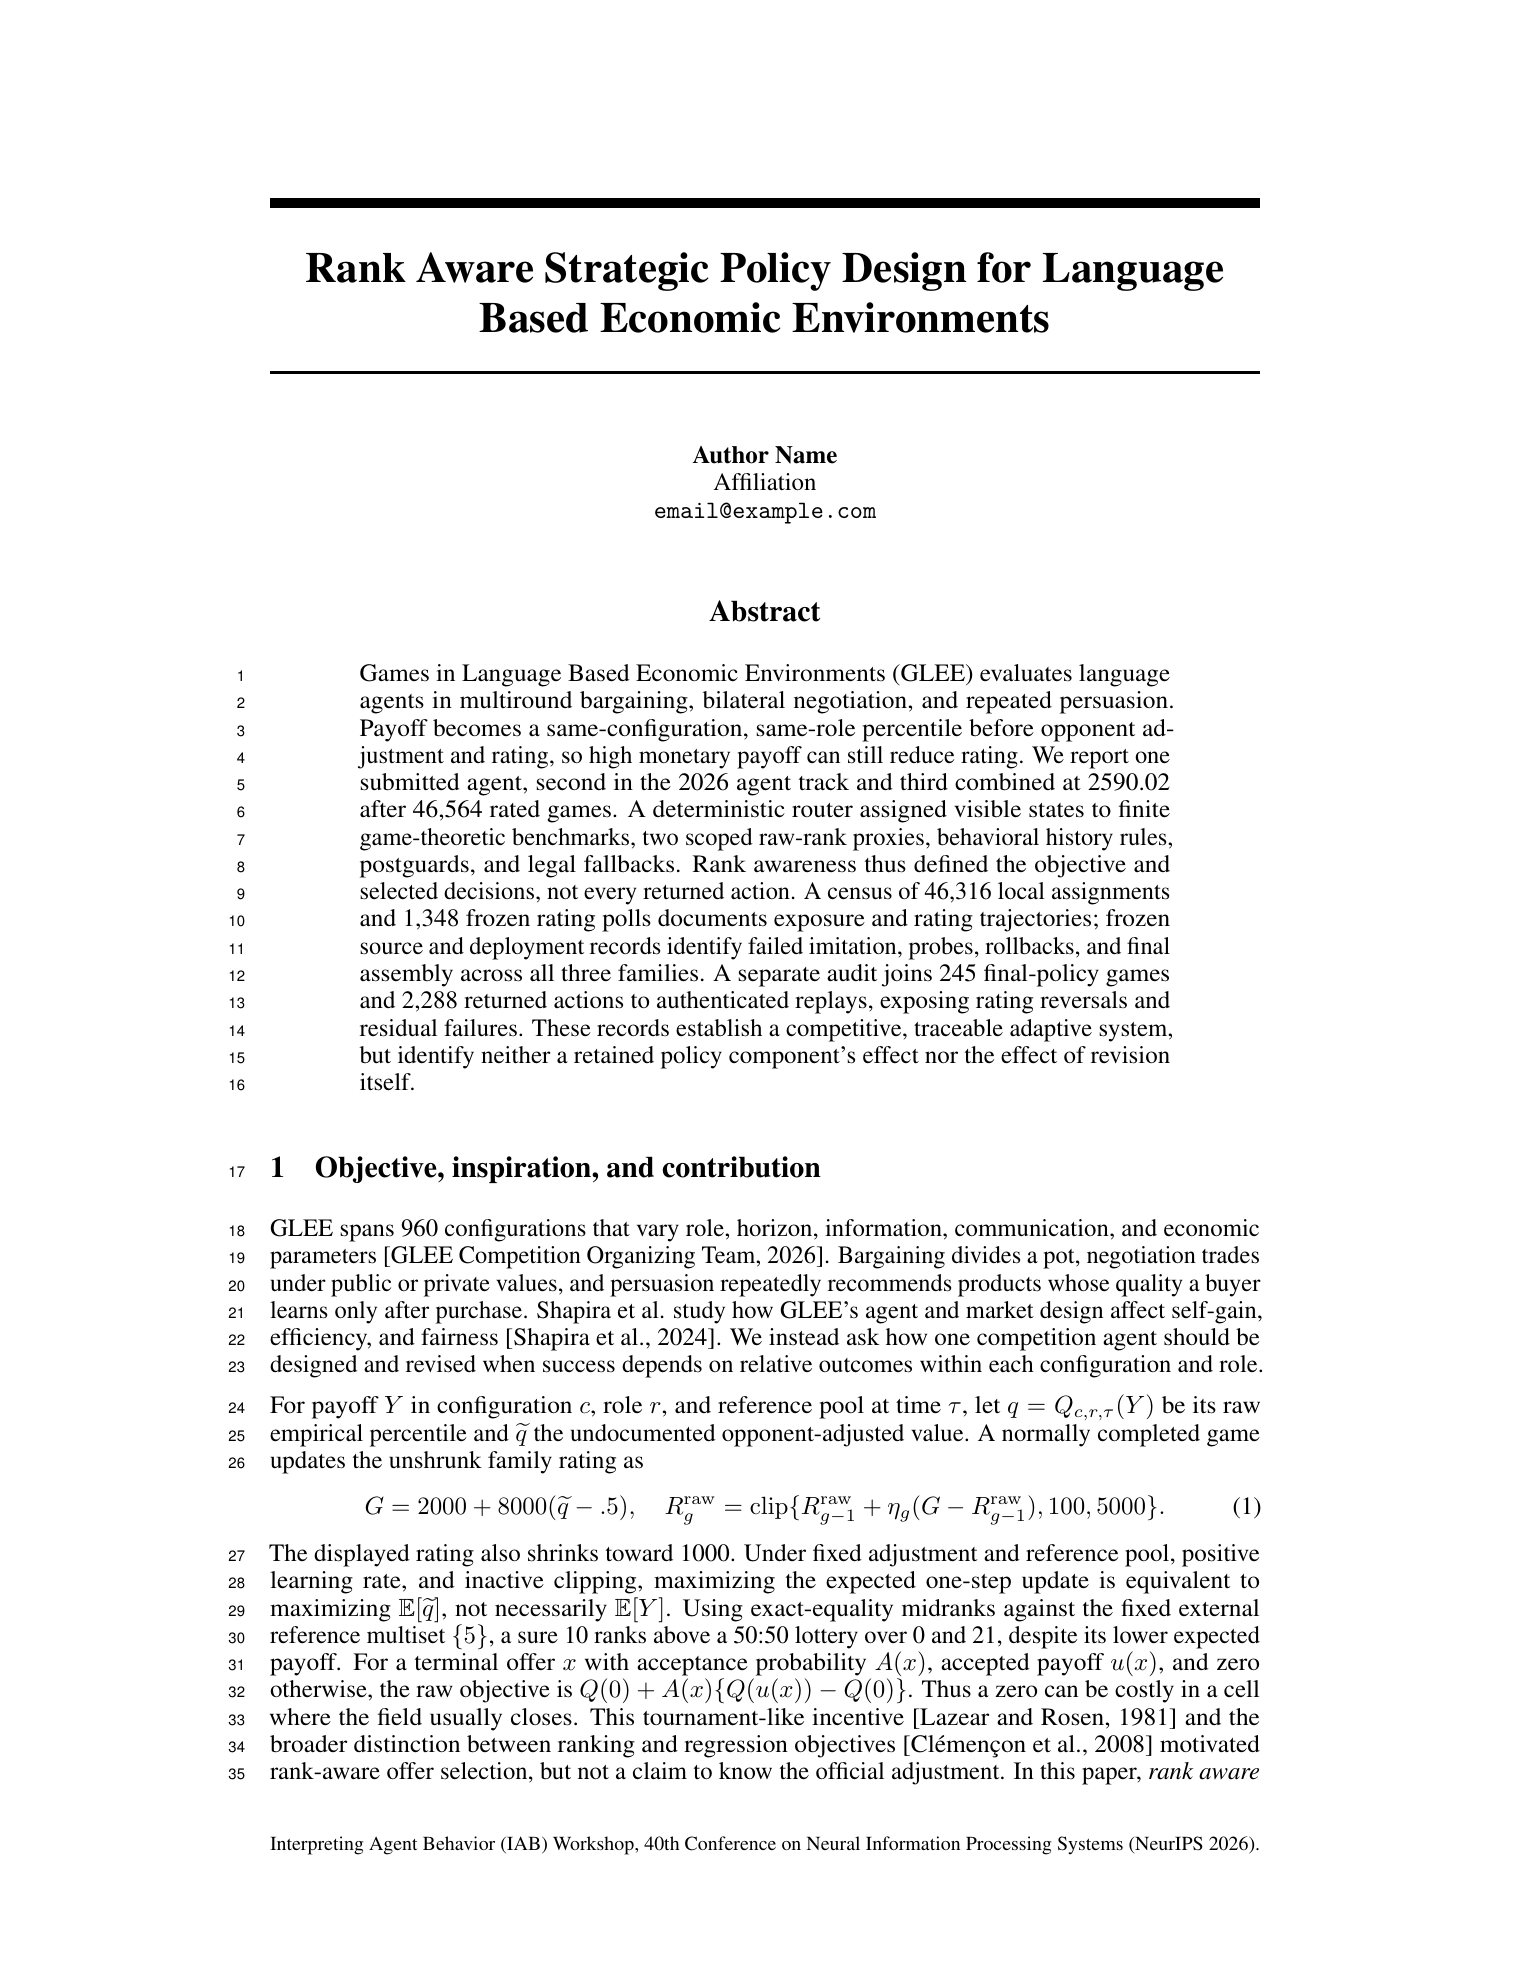 Rank Aware Strategic Policy Design for Language
Based Economic Environments
Author Name
Affiliation
email@example.com
Abstract
1 Games in Language Based Economic Environments (GLEE) evaluates language
2 agents in multiround bargaining, bilateral negotiation, and repeated persuasion.
3 Payoff becomes a same-configuration, same-role percentile before opponent ad-
4 justment and rating, so high monetary payoff can still reduce rating. We report one
5 submitted agent, second in the 2026 agent track and third combined at 2590.02
6 after 46,564 rated games. A deterministic router assigned visible states to finite
7 game-theoretic benchmarks, two scoped raw-rank proxies, behavioral history rules,
8 postguards, and legal fallbacks. Rank awareness thus defined the objective and
9 selected decisions, not every returned action. A census of 46,316 local assignments
10 and 1,348 frozen rating polls documents exposure and rating trajectories; frozen
11 source and deployment records identify failed imitation, probes, rollbacks, and final
12 assembly across all three families. A separate audit joins 245 final-policy games
13 and 2,288 returned actions to authenticated replays, exposing rating reversals and
14 residual failures. These records establish a competitive, traceable adaptive system,
15 but identify neither a retained policy component's effect nor the effect of revision
16 itself.
17 1 Objective, inspiration, and contribution
18 GLEE spans 960 configurations that vary role, horizon, information, communication, and economic
19 parameters [GLEE Competition Organizing Team, 2026]. Bargaining divides a pot, negotiation trades
20 under public or private values, and persuasion repeatedly recommends products whose quality a buyer
21 learns only after purchase. Shapira et al. study how GLEE's agent and market design affect self-gain,
22 efficiency, and fairness [Shapira et al., 2024]. We instead ask how one competition agent should be
23 designed and revised when success depends on relative outcomes within each configuration and role.
24 For payoff Y in configuration c, role r, and reference pool at time τ, let q = Q_{c,r,τ}(Y) be its raw
25 empirical percentile and q̃ the undocumented opponent-adjusted value. A normally completed game
26 updates the unshrunk family rating as
G = 2000 + 8000(q̃ − .5), R_g^{raw} = clip{R_{g−1}^{raw} + η_g(G − R_{g−1}^{raw}), 100, 5000}. (1)
27 The displayed rating also shrinks toward 1000. Under fixed adjustment and reference pool, positive
28 learning rate, and inactive clipping, maximizing the expected one-step update is equivalent to
29 maximizing 𝔼[q̃], not necessarily 𝔼[Y]. Using exact-equality midranks against the fixed external
30 reference multiset {5}, a sure 10 ranks above a 50:50 lottery over 0 and 21, despite its lower expected
31 payoff. For a terminal offer x with acceptance probability A(x), accepted payoff u(x), and zero
32 otherwise, the raw objective is Q(0) + A(x){Q(u(x)) − Q(0)}. Thus a zero can be costly in a cell
33 where the field usually closes. This tournament-like incentive [Lazear and Rosen, 1981] and the
34 broader distinction between ranking and regression objectives [Clémençon et al., 2008] motivated
35 rank-aware offer selection, but not a claim to know the official adjustment. In this paper, rank aware
Interpreting Agent Behavior (IAB) Workshop, 40th Conference on Neural Information Processing Systems (NeurIPS 2026).